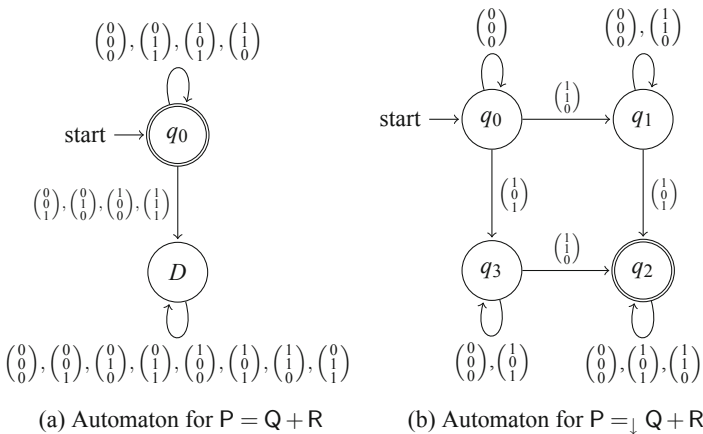 (0 0 0), (0 1 1), (1 0 1), (1 1 0)
start
q0
(0 0 1), (0 1 0), (1 0 0), (1 1 1)
D
(0 0 0), (0 0 1), (0 1 0), (0 1 1), (1 0 0), (1 0 1), (1 1 0), (0 1 1)
(a) Automaton for P = Q + R
(0 0 0)
(0 0 0), (1 1 0)
start
q0
(1 1 0)
q1
(1 0 1)
(1 0 1)
q3
(1 1 0)
q2
(0 0 0), (1 0 1)
(0 0 0), (1 1 0), (1 0 1)
(b) Automaton for P =↓ Q + R